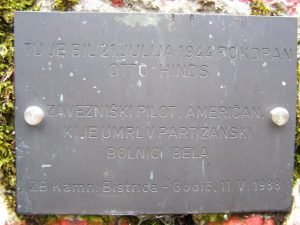 TU JE BIL 21. JULIJA 1944 POKOPAN
OTTO HINDS
ZAVEZNIŠKI PILOT, AMERIČAN,
KI JE UMRL V PARTIZANSKI
BOLNICI BELA
ZB Kamn. Bistrica - Godič, 11. V. 1988